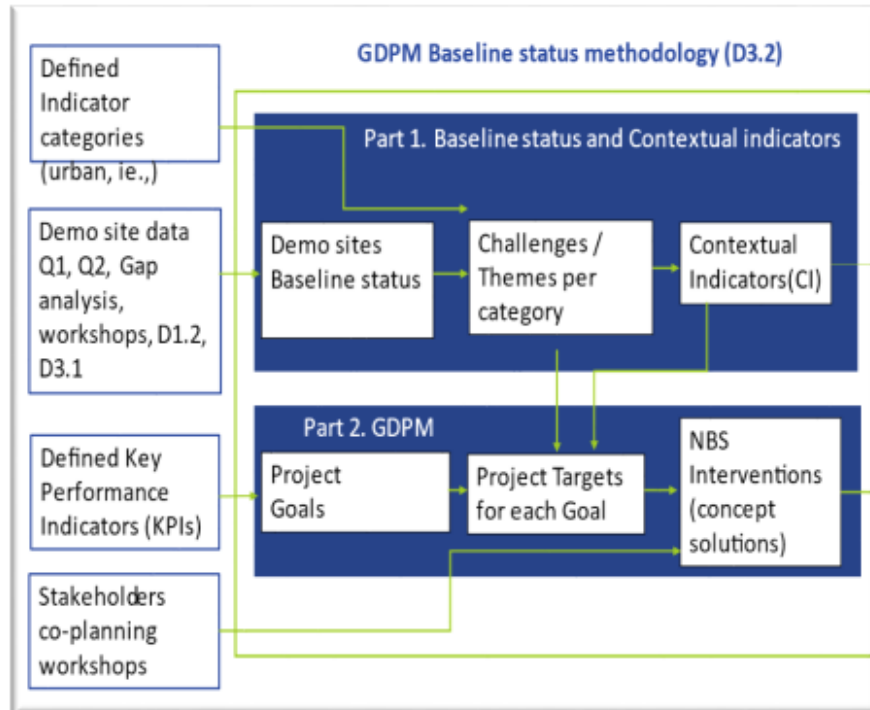 GDPM Baseline status methodology (D3.2)
Defined
Indicator
categories
(urban, ie.,)
Part 1. Baseline status and Contextual indicators
Demo site data
Q1, Q2, Gap
analysis,
workshops, D1.2,
D3.1
Demo sites
Baseline status
Challenges /
Themes per
category
Contextual
Indicators(CI)
Part 2. GDPM
Defined Key
Performance
Indicators (KPIs)
Project
Goals
Project Targets
for each Goal
NBS
Interventions
(concept
solutions)
Stakeholders
co-planning
workshops